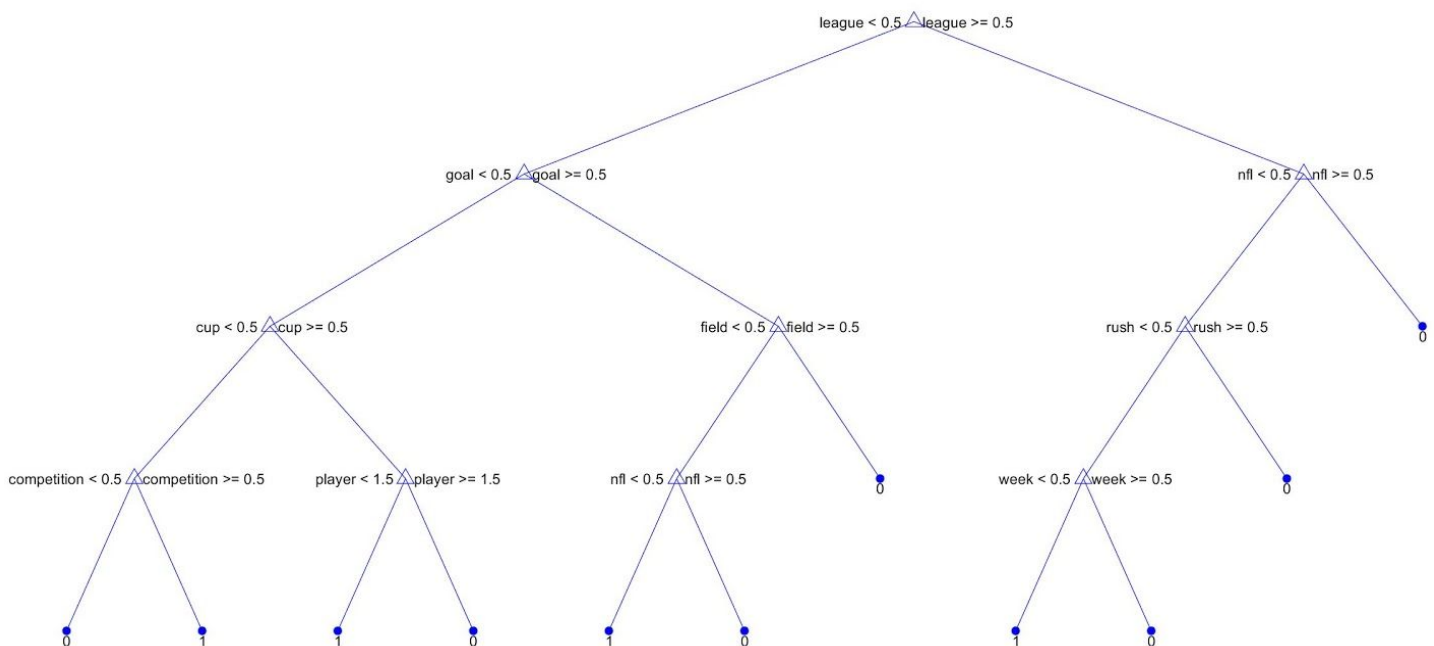 league < 0.5 league >= 0.5
goal < 0.5 goal >= 0.5 nfl < 0.5 nfl >= 0.5
cup < 0.5 cup >= 0.5 field < 0.5 field >= 0.5 rush < 0.5 rush >= 0.5 0
competition < 0.5 competition >= 0.5 player < 1.5 player >= 1.5 nfl < 0.5 nfl >= 0.5 0 week < 0.5 week >= 0.5 0
0 1 1 0 1 0 1 0